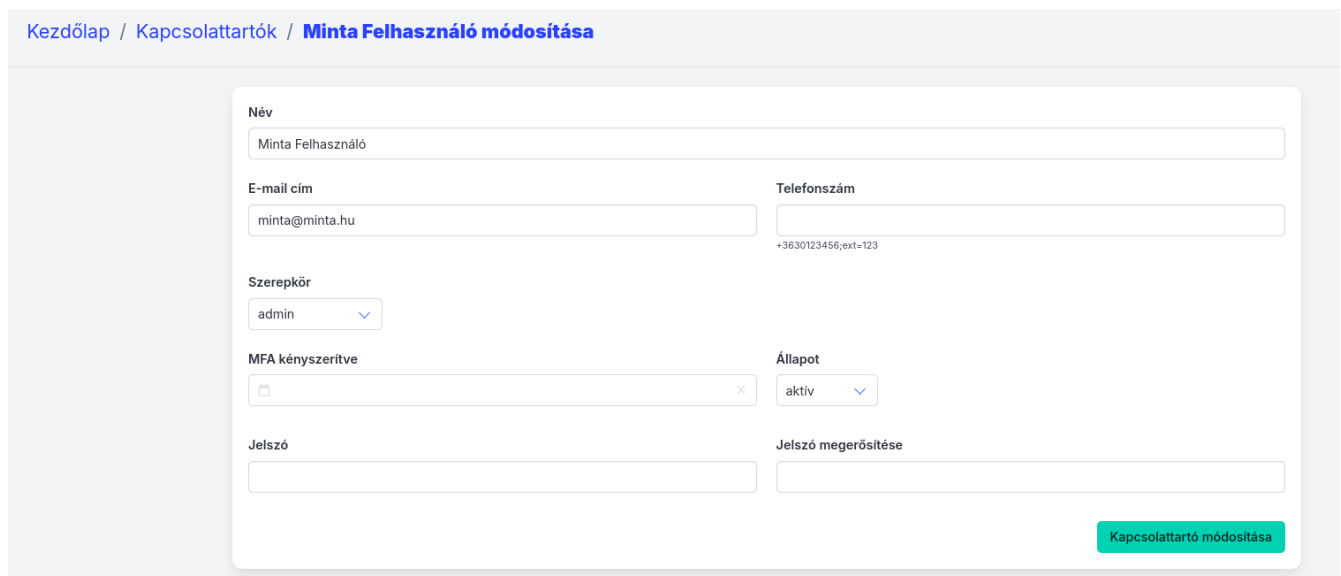 Kezdőlap / Kapcsolattartók / Minta Felhasználó módosítása
Név
Minta Felhasználó
E-mail cím
Telefonszám
minta@minta.hu
+3630123456;ext=123
Szerepkör
admin
MFA kényszerítve
Állapot
aktív
Jelszó
Jelszó megerősítése
Kapcsolattartó módosítása